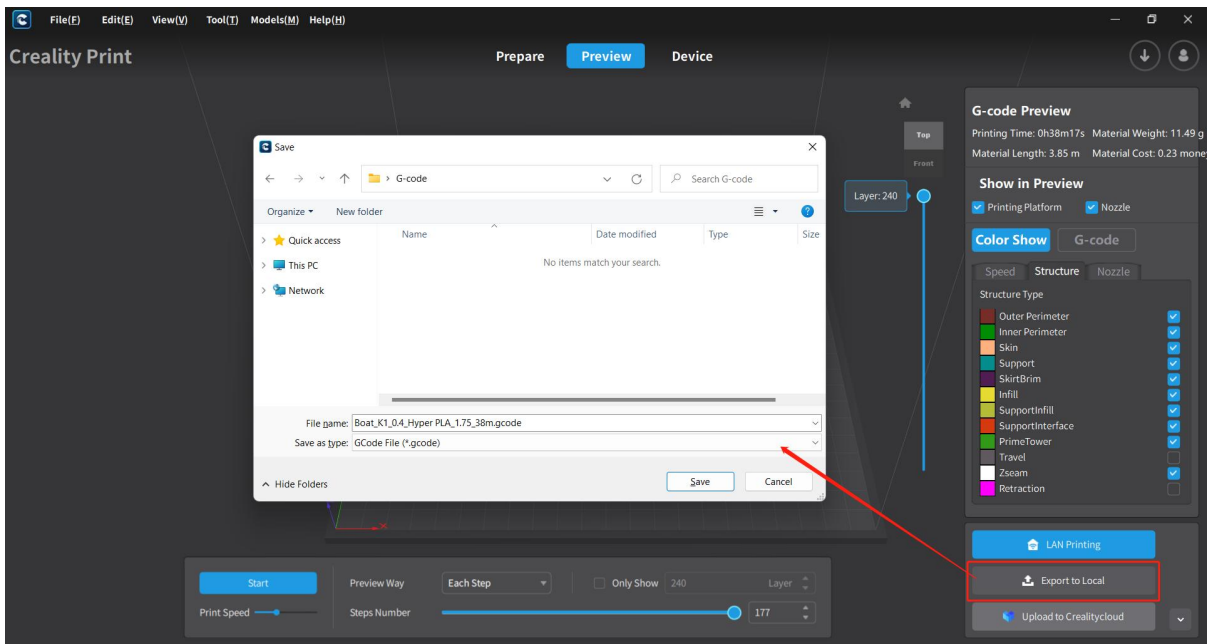 File(F) Edit(E) View(V) Tool(T) Models(M) Help(H)
Creality Print
Prepare Preview Device
Save
G-code
Search G-code
Organize New folder
Name Date modified Type Size
Quick access
This PC
Network
No items match your search.
File name: Boat_K1_0.4_Hyper PLA_1.75_38m.gcode
Save as type: GCode File (*.gcode)
Hide Folders
Save Cancel
Top
Front
Layer:240
G-code Preview
Printing Time: 0h38m17s Material Weight: 11.49 g
Material Length: 3.85 m Material Cost: 0.23 money
Show in Preview
Printing Platform Nozzle
Color Show G-code
Speed Structure Nozzle
Structure Type
Outer Perimeter
Inner Perimeter
Skin
Support
SkirtBrim
Infill
SupportInfill
SupportInterface
PrimeTower
Travel
Zseam
Retraction
LAN Printing
Export to Local
Upload to Crealitycloud
Start Preview Way Each Step Only Show 240 Layer
Print Speed Steps Number 177